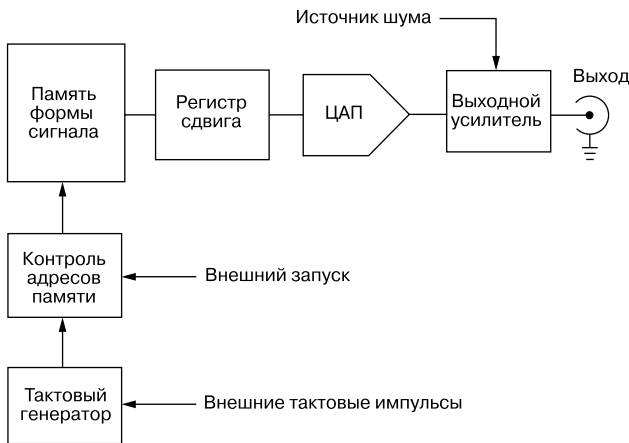 Источник шума
Выход
Память
формы
сигнала
Регистр
сдвига
ЦАП
Выходной
усилитель
Контроль
адресов
памяти
Внешний запуск
Тактовый
генератор
Внешние тактовые импульсы